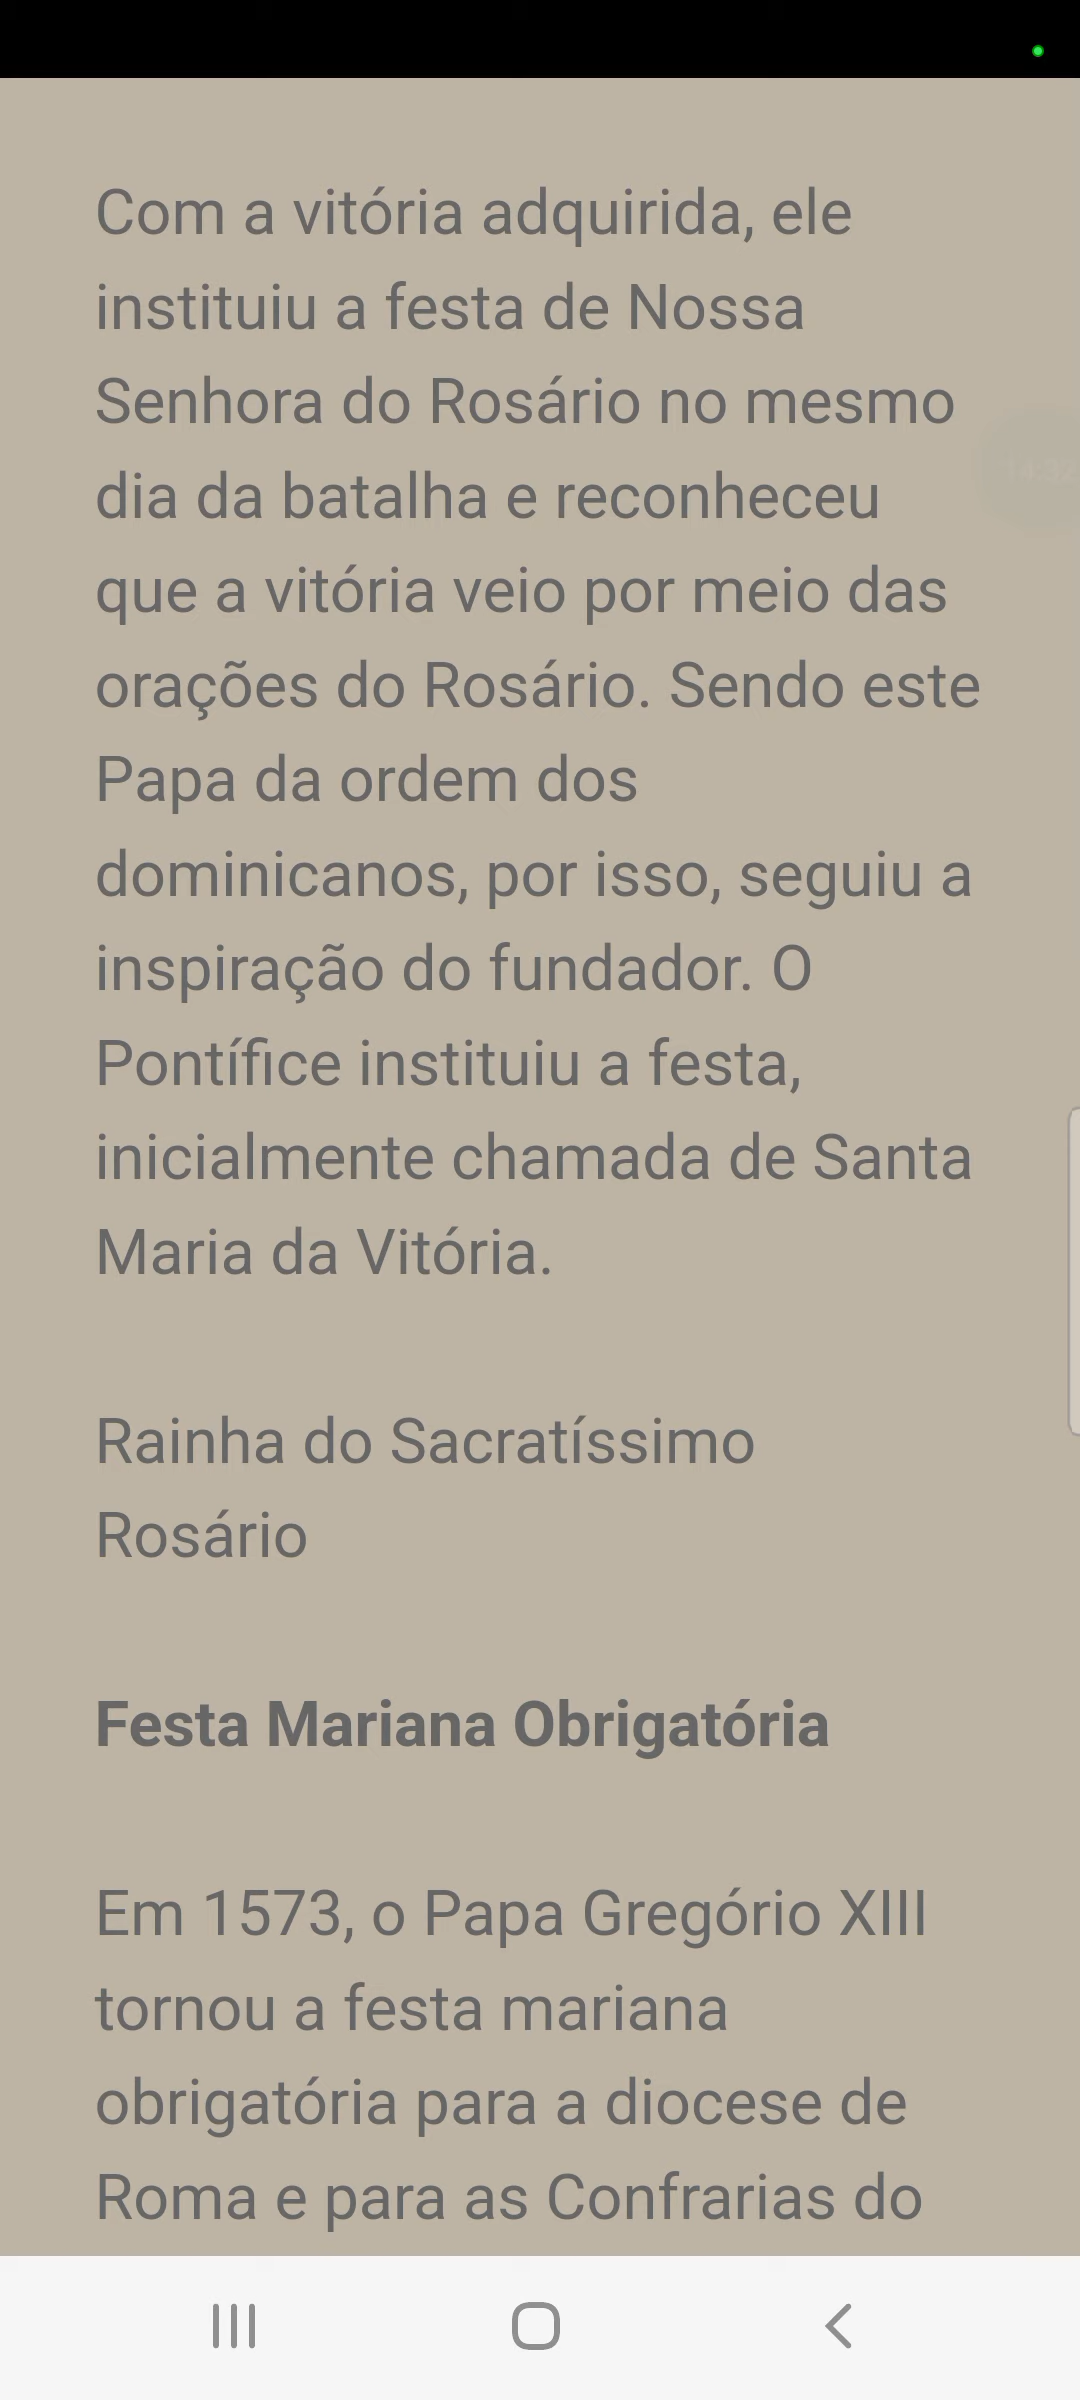 Com a vitória adquirida, ele
instituiu a festa de Nossa
Senhora do Rosário no mesmo
dia da batalha e reconheceu
que a vitória veio por meio das
orações do Rosário. Sendo este
Papa da ordem dos
dominicanos, por isso, seguiu a
inspiração do fundador. O
Pontífice instituiu a festa,
inicialmente chamada de Santa
Maria da Vitória.
Rainha do Sacratíssimo
Rosário
Festa Mariana Obrigatória
Em 1573, o Papa Gregório XIII
tornou a festa mariana
obrigatória para a diocese de
Roma e para as Confrarias do